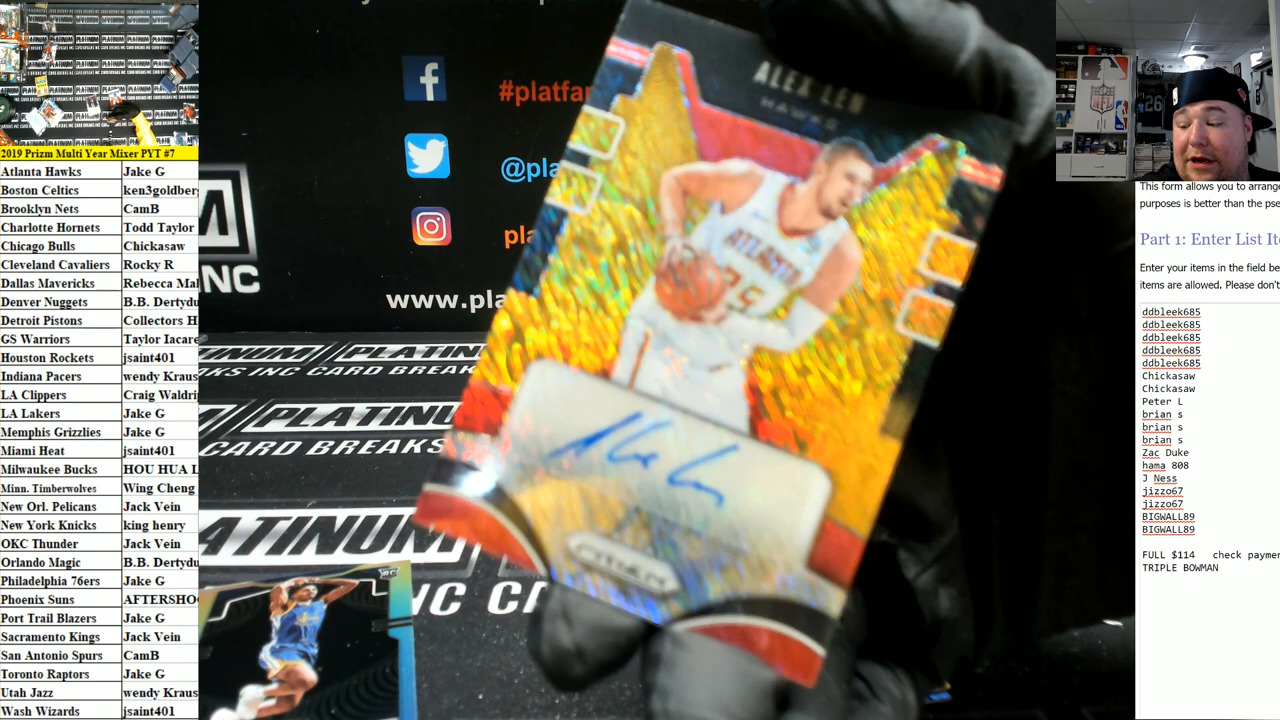 2019 Prizm Multi Year Mixer PYT #7
Atlanta Hawks Jake G
Boston Celtics ken3goldber
Brooklyn Nets CamB
Charlotte Hornets Todd Taylor
Chicago Bulls Chickasaw
Cleveland Cavaliers Rocky R
Dallas Mavericks Rebecca Ma
Denver Nuggets B.B. Dertydu
Detroit Pistons Collectors H
GS Warriors Taylor Iacare
Houston Rockets jsaint401
Indiana Pacers wendy Kraus
LA Clippers Craig Waldri
LA Lakers Jake G
Memphis Grizzlies Jake G
Miami Heat jsaint401
Milwaukee Bucks HOU HUA L
Minn. Timberwolves Wing Cheng
New Orl. Pelicans Jack Vein
New York Knicks king henry
OKC Thunder Jack Vein
Orlando Magic B.B. Dertydu
Philadelphia 76ers Jake G
Phoenix Suns AFTERSHO
Port Trail Blazers Jake G
Sacramento Kings Jack Vein
San Antonio Spurs CamB
Toronto Raptors Jake G
Utah Jazz wendy Kraus
Wash Wizards jsaint401
#platfa
@pla
pla
www.pla
M
INC
PLATINUM
CARD BREAKS
PLATINUM
INC CA
ALEX LEN
HAWKS
ATLANTA
25
PRIZM
RC
26
This form allows you to arrang
purposes is better than the pse
Part 1: Enter List Ite
Enter your items in the field be
items are allowed. Please don't
ddbleek685
ddbleek685
ddbleek685
ddbleek685
ddbleek685
Chickasaw
Chickasaw
Peter L
brian s
brian s
brian s
Zac Duke
hama 808
J Ness
jizzo67
jizzo67
BIGWALL89
BIGWALL89
FULL $114 check paymen
TRIPLE BOWMAN